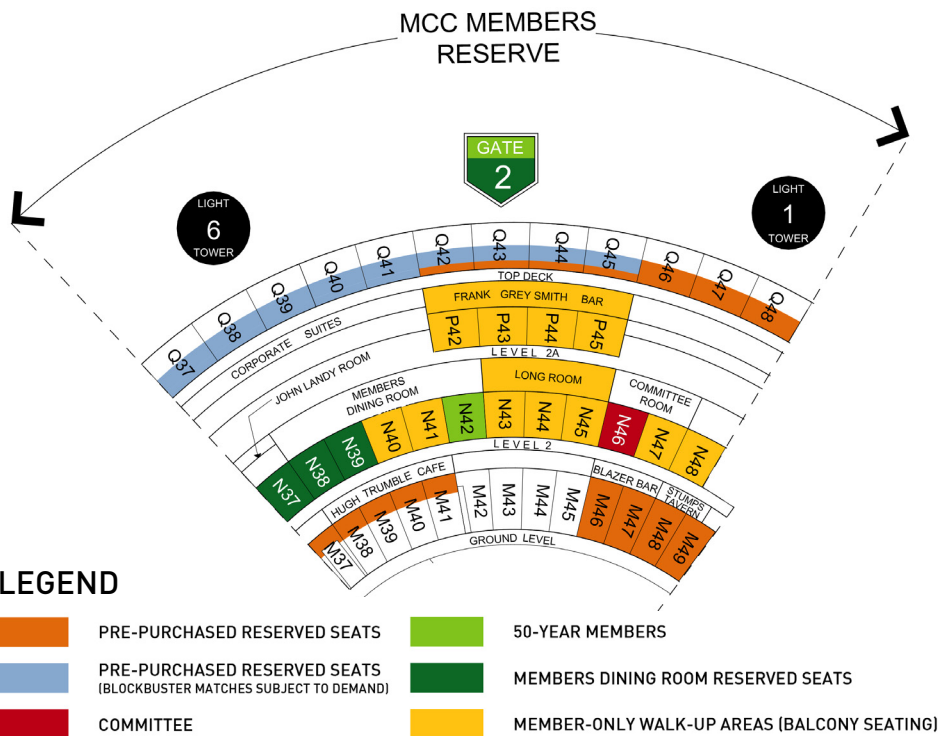 MCC MEMBERS
RESERVE
GATE
2
LIGHT
6
TOWER
LIGHT
1
TOWER
Q37 Q38 Q39 Q40 Q41 Q42 Q43 Q44 Q45 Q46 Q47 Q48
TOP DECK
CORPORATE SUITES
FRANK GREY SMITH BAR
P42 P43 P44 P45
LEVEL 2A
JOHN LANDY ROOM
MEMBERS
DINING ROOM
LONG ROOM
COMMITTEE
ROOM
N37 N38 N39 N40 N41 N42 N43 N44 N45 N46 N47 N48
LEVEL 2
HUGH TRUMBLE CAFE
BLAZER BAR
STUMPS
TAVERN
M37 M38 M39 M40 M41 M42 M43 M44 M45 M46 M47 M48 M49
GROUND LEVEL
LEGEND
PRE-PURCHASED RESERVED SEATS
PRE-PURCHASED RESERVED SEATS
(BLOCKBUSTER MATCHES SUBJECT TO DEMAND)
COMMITTEE
50-YEAR MEMBERS
MEMBERS DINING ROOM RESERVED SEATS
MEMBER-ONLY WALK-UP AREAS (BALCONY SEATING)